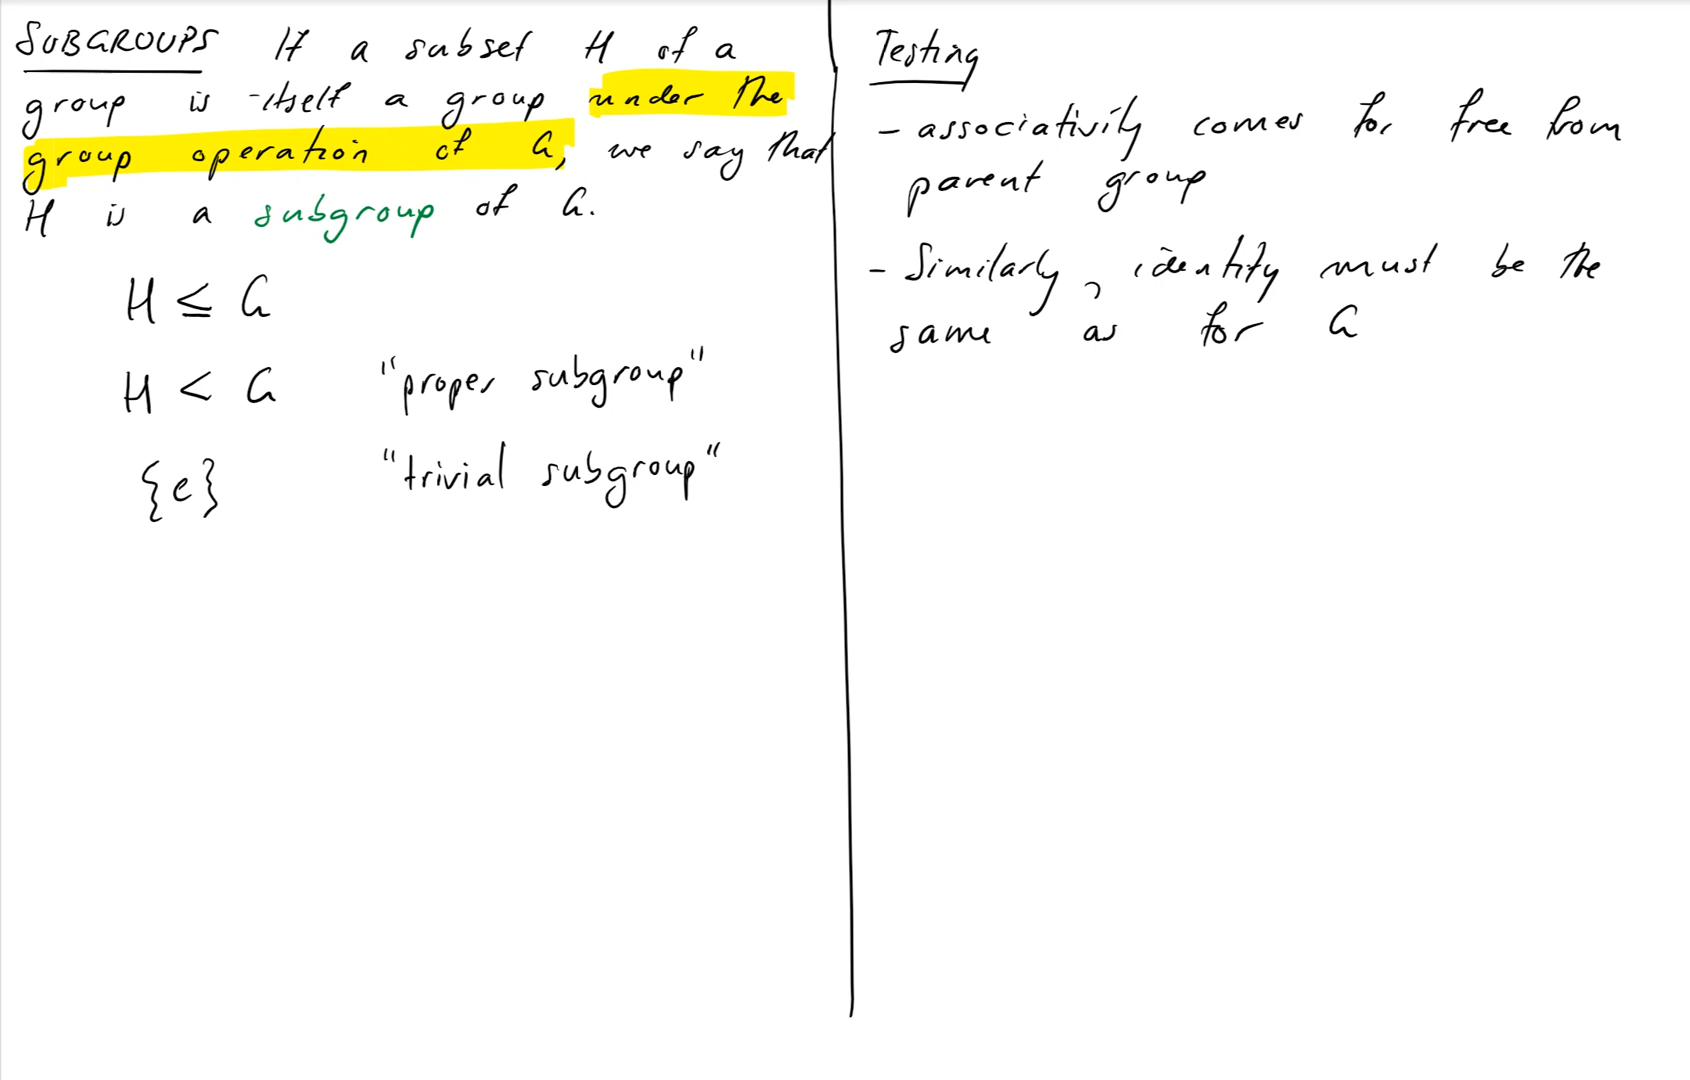 SUBGROUPS If a subset H of a
group is itself a group under the
group operation of G, we say that
H is a subgroup of G.
H ≤ G
H < G "proper subgroup"
{e} "trivial subgroup"
Testing
- associativity comes for free from
parent group
- Similarly, identity must be the
same as for G